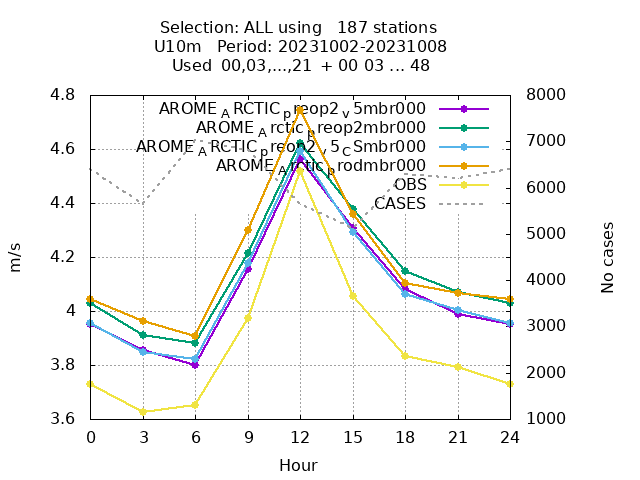 Selection: ALL using 187 stations
U10m Period: 20231002-20231008
Used 00,03,...,21 + 00 03 ... 48
4.8
4.6
4.4
4.2
4
3.8
3.6
m/s
AROME_ARCTIC_preop2_v5mbr000
AROME_Arctic_preop2mbr000
AROME_ARCTIC_preop2_v5_CSmbr000
AROME_Arctic_prodmbr000
OBS
CASES
8000
7000
6000
5000
4000
3000
2000
1000
No cases
0 3 6 9 12 15 18 21 24
Hour